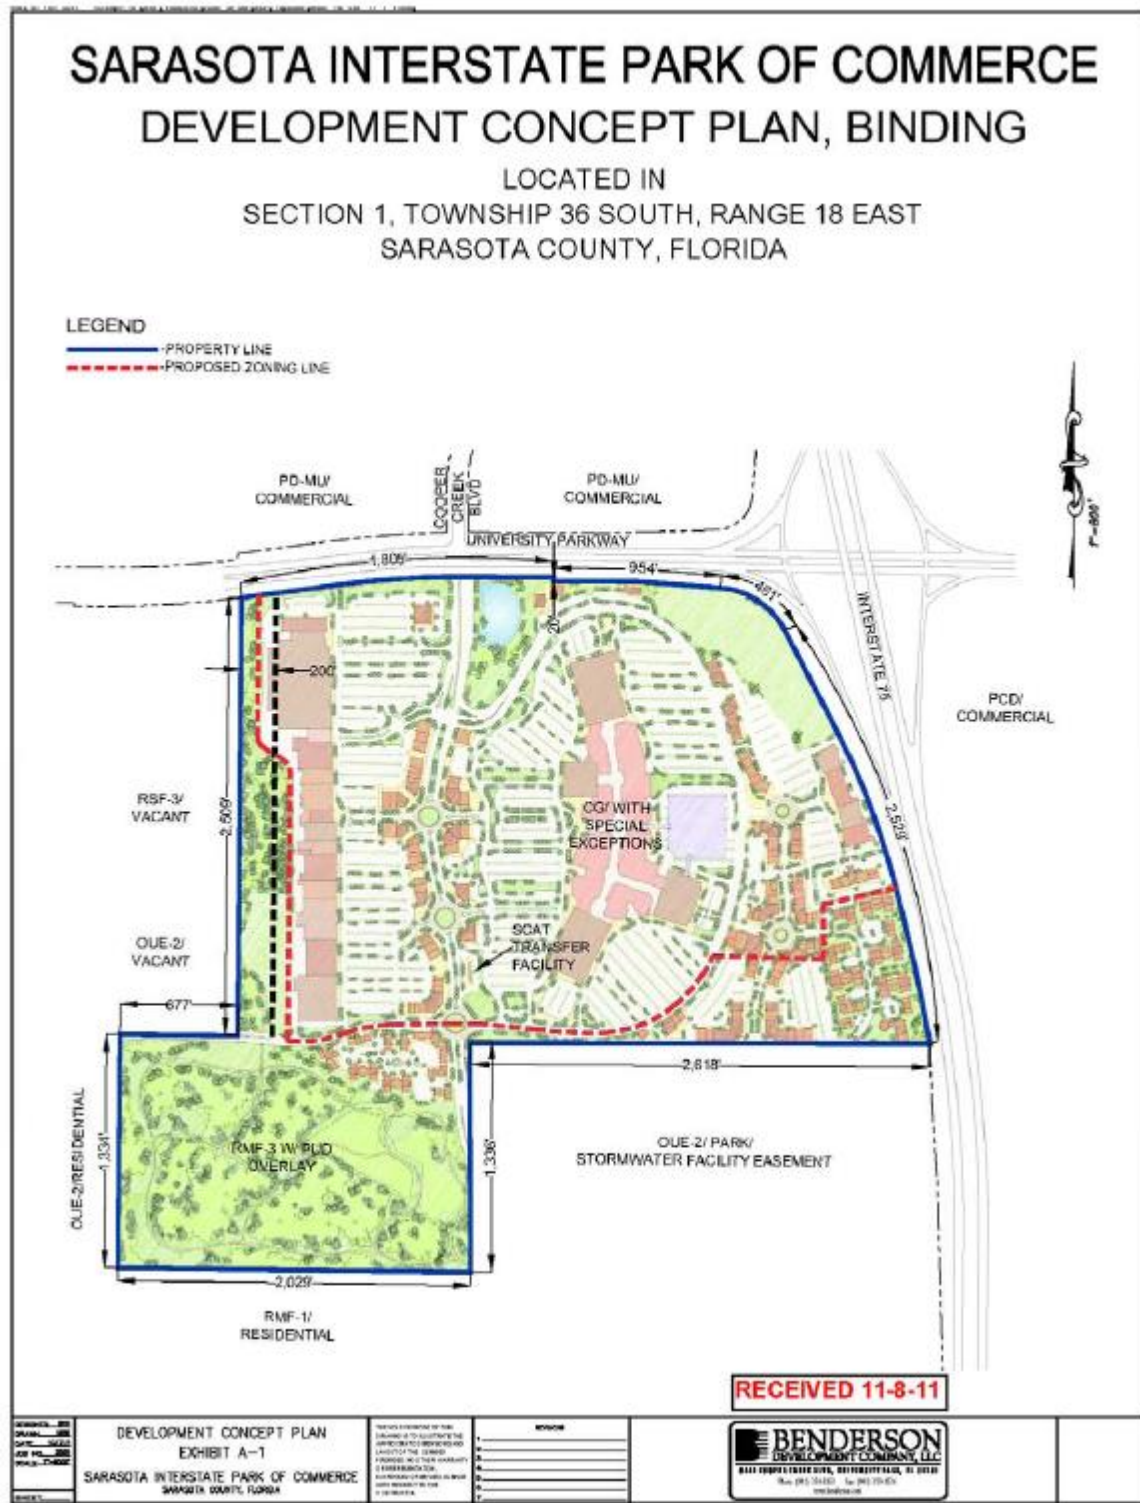 SARASOTA INTERSTATE PARK OF COMMERCE
DEVELOPMENT CONCEPT PLAN, BINDING
LOCATED IN
SECTION 1, TOWNSHIP 36 SOUTH, RANGE 18 EAST
SARASOTA COUNTY, FLORIDA
LEGEND
-PROPERTY LINE
-PROPOSED ZONING LINE
1"=600'
PD-MU/
COMMERCIAL
COOPER
CREEK
BLVD
PD-MU/
COMMERCIAL
UNIVERSITY PARKWAY
1,805'
954'
461'
20'
INTERSTATE 75
200'
PCD/
COMMERCIAL
RSF-3/
VACANT
2,509'
CG/ WITH
SPECIAL
EXCEPTIONS
2,529'
OUE-2/
VACANT
SCAT
TRANSFER
FACILITY
677'
2,618'
OUE-2/RESIDENTIAL
1,334'
RMF-3 W/ PUD
OVERLAY
1,336'
OUE-2/ PARK/
STORMWATER FACILITY EASEMENT
2,029'
RMF-1/
RESIDENTIAL
RECEIVED 11-8-11
DEVELOPMENT CONCEPT PLAN
EXHIBIT A-1
SARASOTA INTERSTATE PARK OF COMMERCE
SARASOTA COUNTY, FLORIDA
BENDERSON
DEVELOPMENT COMPANY, LLC